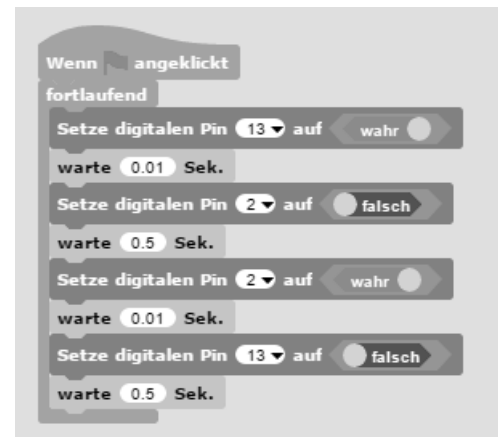 Wenn angeklickt
fortlaufend
Setze digitalen Pin 13 auf wahr
warte 0.01 Sek.
Setze digitalen Pin 2 auf falsch
warte 0.5 Sek.
Setze digitalen Pin 2 auf wahr
warte 0.01 Sek.
Setze digitalen Pin 13 auf falsch
warte 0.5 Sek.